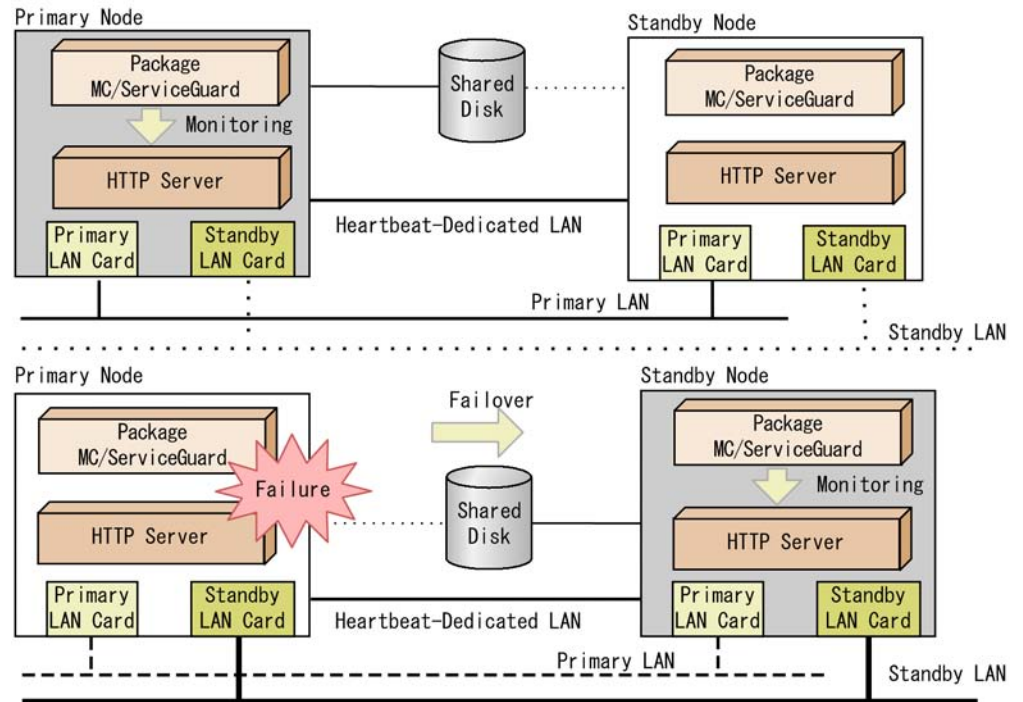 Primary Node
Standby Node
Package
MC/ServiceGuard
Monitoring
HTTP Server
Primary
LAN Card
Standby
LAN Card
Shared
Disk
Package
MC/ServiceGuard
HTTP Server
Heartbeat-Dedicated LAN
Primary
LAN Card
Standby
LAN Card
Primary LAN
Standby LAN
Primary Node
Standby Node
Failover
Package
MC/ServiceGuard
Failure
HTTP Server
Primary
LAN Card
Standby
LAN Card
Shared
Disk
Package
MC/ServiceGuard
Monitoring
HTTP Server
Heartbeat-Dedicated LAN
Primary
LAN Card
Standby
LAN Card
Primary LAN
Standby LAN